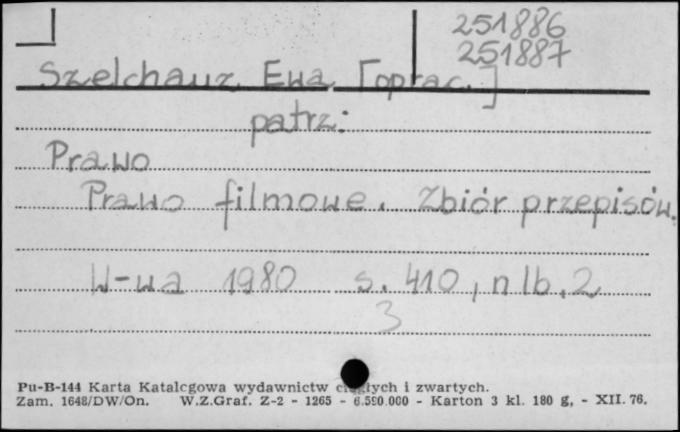 251886
251887
Szelchauz Ewa [oprac.]
patrz:
Prawo
Prawo filmowe. Zbiór przepisów.
W-wa 1980 s. 410, nlb. 2
3
Pu-B-144 Karta Katalogowa wydawnictw ciągłych i zwartych.
Zam. 1648/DW/On. W.Z.Graf. Z-2 - 1265 - 6.590.000 - Karton 3 kl. 180 g, - XII. 76.